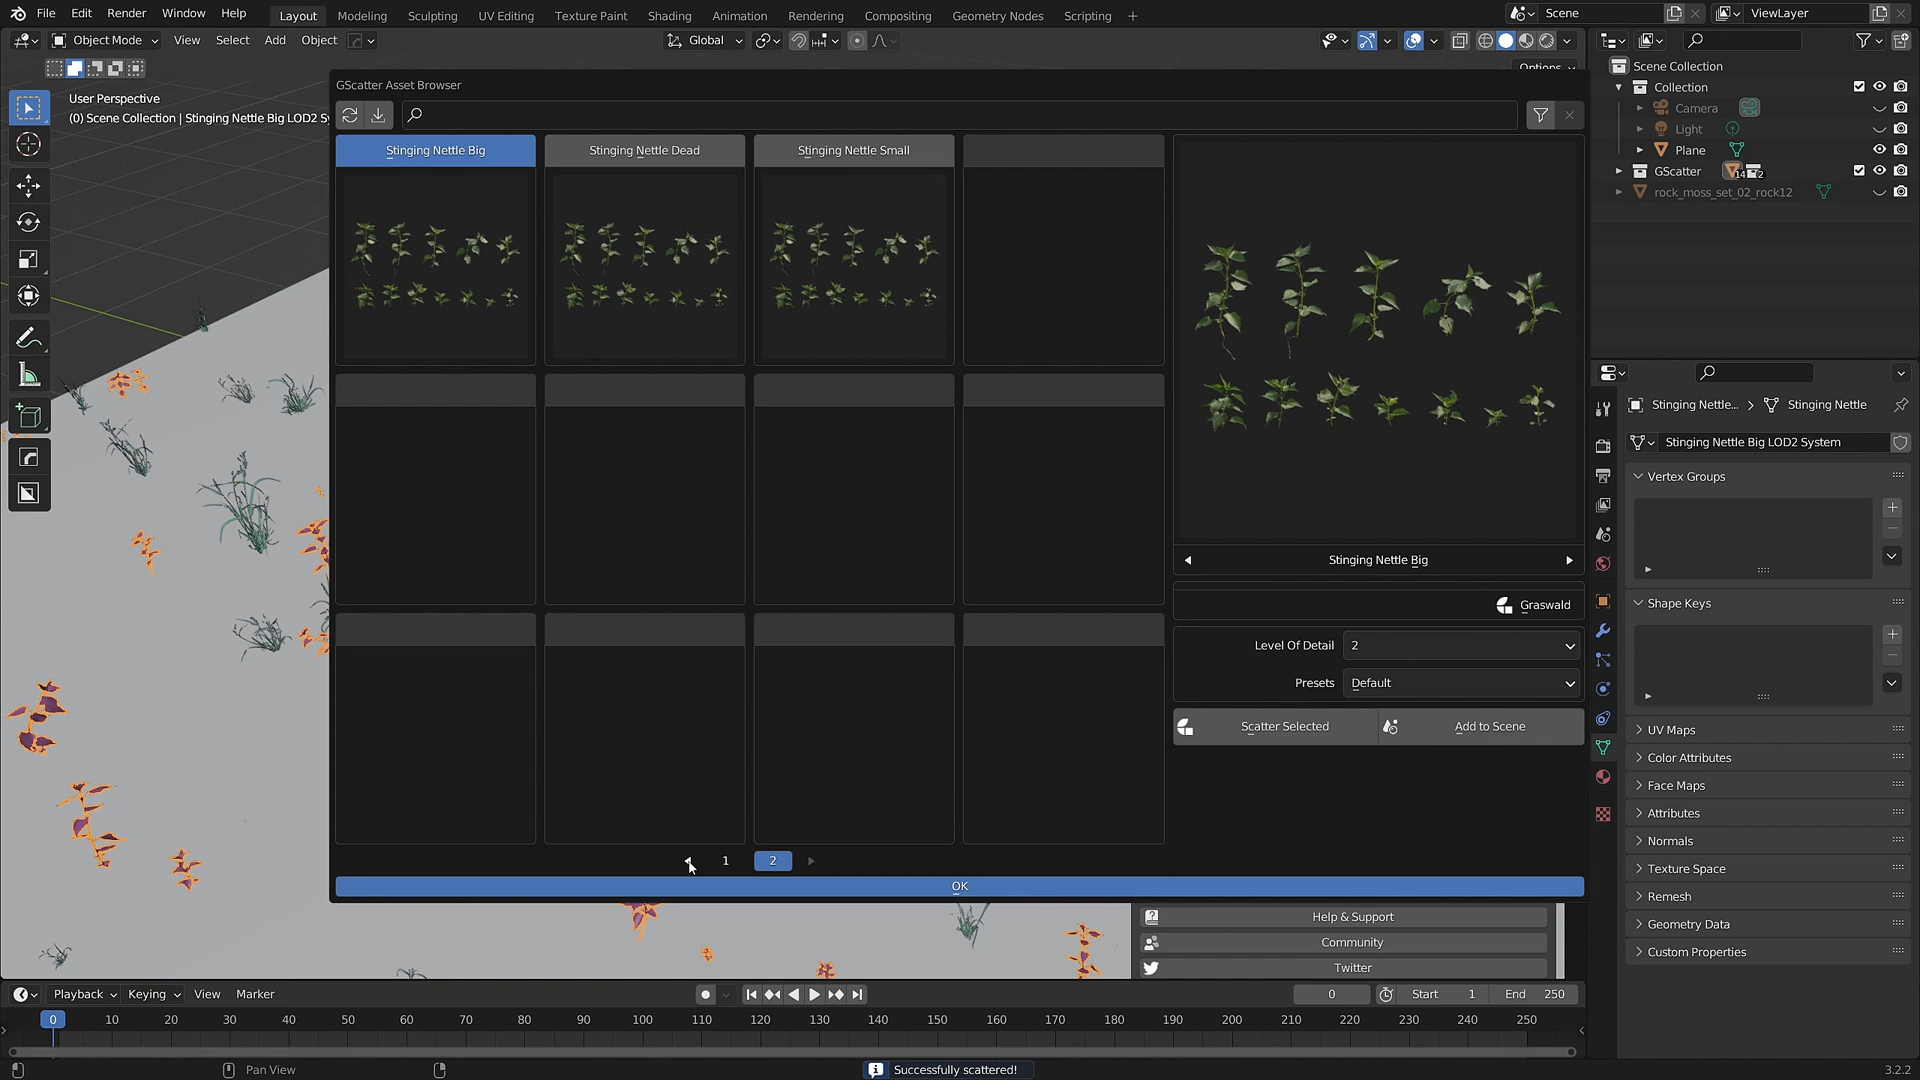 File Edit Render Window Help Layout Modeling Sculpting UV Editing Texture Paint Shading Animation Rendering Compositing Geometry Nodes Scripting + Scene ViewLayer
Object Mode View Select Add Object Global
Options
User Perspective
(0) Scene Collection | Stinging Nettle Big LOD2 Sy
GScatter Asset Browser
Stinging Nettle Big
Stinging Nettle Dead
Stinging Nettle Small
Stinging Nettle Big
Graswald
Level Of Detail 2
Presets Default
Scatter Selected
Add to Scene
1 2
OK
Help & Support
Community
Twitter
Scene Collection
Collection
Camera
Light
Plane
GScatter 14 2
rock_moss_set_02_rock12
Stinging Nettle... > Stinging Nettle
Stinging Nettle Big LOD2 System
Vertex Groups
Shape Keys
UV Maps
Color Attributes
Face Maps
Attributes
Normals
Texture Space
Remesh
Geometry Data
Custom Properties
Playback Keying View Marker 0 Start 1 End 250
0 10 20 30 40 50 60 70 80 90 100 110 120 130 140 150 160 170 180 190 200 210 220 230 240 250
Pan View
Successfully scattered!
3.2.2